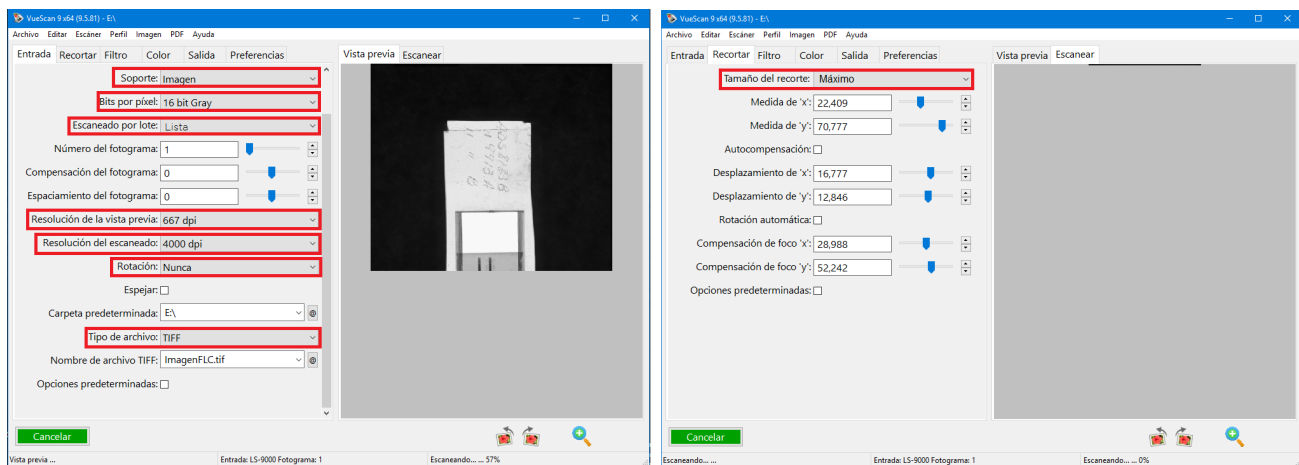 VueScan 9 x64 (9.5.81) - E:\
Archivo Editar Escáner Perfil Imagen PDF Ayuda
Entrada Recortar Filtro Color Salida Preferencias
Vista previa Escanear
Soporte: Imagen
Bits por píxel: 16 bit Gray
Escaneado por lote: Lista
Número del fotograma: 1
Compensación del fotograma: 0
Espaciamiento del fotograma: 0
Resolución de la vista previa: 667 dpi
Resolución del escaneado: 4000 dpi
Rotación: Nunca
Espejar:
Carpeta predeterminada: E:\ @
Tipo de archivo: TIFF
Nombre de archivo TIFF: ImagenFLC.tif @
Opciones predeterminadas:
Cancelar
Vista previa ... Entrada: LS-9000 Fotograma: 1 Escaneando... ... 57%
VueScan 9 x64 (9.5.81) - E:\
Archivo Editar Escáner Perfil Imagen PDF Ayuda
Entrada Recortar Filtro Color Salida Preferencias
Vista previa Escanear
Tamaño del recorte: Máximo
Medida de 'x': 22,409
Medida de 'y': 70,777
Autocompensación:
Desplazamiento de 'x': 16,777
Desplazamiento de 'y': 12,846
Rotación automática:
Compensación de foco 'x': 28,988
Compensación de foco 'y': 52,242
Opciones predeterminadas:
Cancelar
Escaneando... ... Entrada: LS-9000 Fotograma: 1 Escaneando... ... 0%